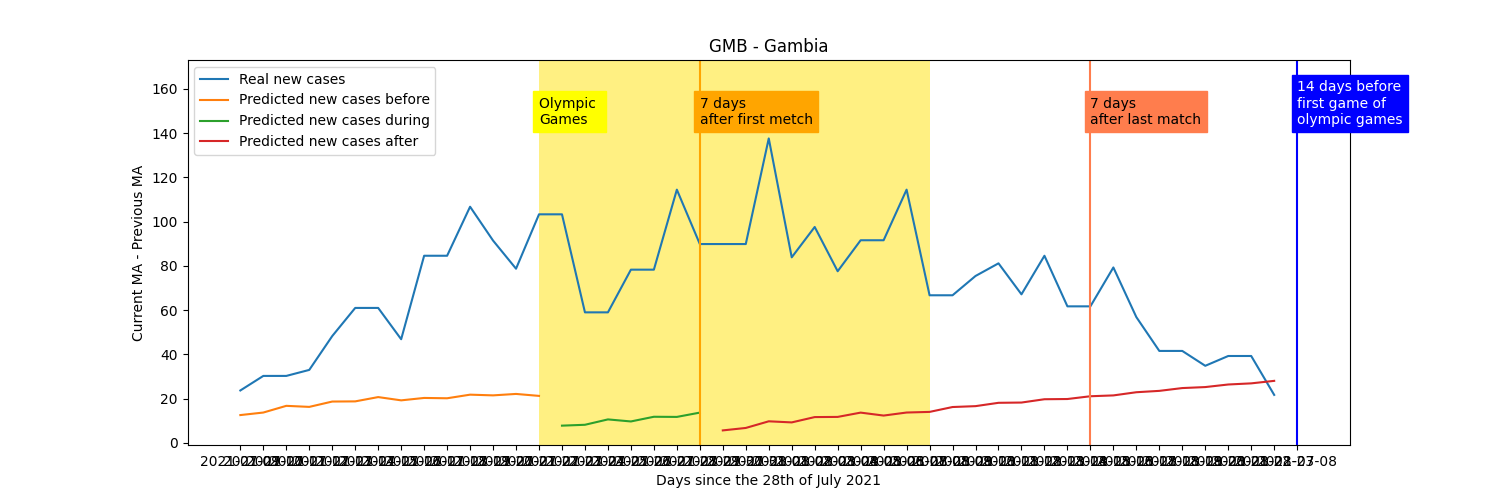 GMB - Gambia
Real new cases
Predicted new cases before
Predicted new cases during
Predicted new cases after
Olympic
Games
7 days
after first metch
7 days
after last match
14 days before
first game of
olympic games
Current MA - Previous MA
160
140
120
100
80
60
40
20
0
Days since the 28th of July 2021